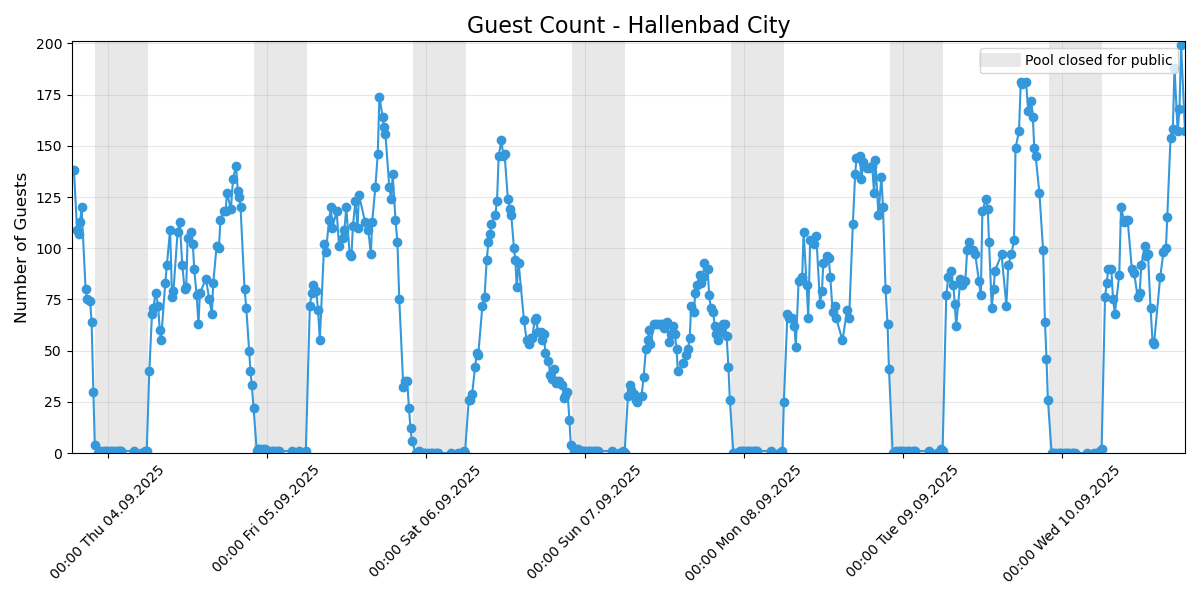 Guest Count - Hallenbad City
Pool closed for public
Number of Guests
200
175
150
125
100
75
50
25
0
00:00 Thu 04.09.2025
00:00 Fri 05.09.2025
00:00 Sat 06.09.2025
00:00 Sun 07.09.2025
00:00 Mon 08.09.2025
00:00 Tue 09.09.2025
00:00 Wed 10.09.2025